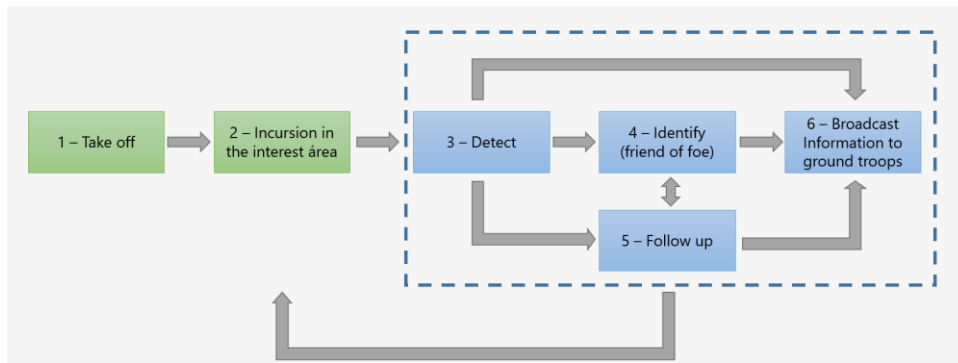 1 – Take off
2 – Incursion in
the interest área
3 – Detect
4 – Identify
(friend of foe)
6 – Broadcast
Information to
ground troops
5 – Follow up